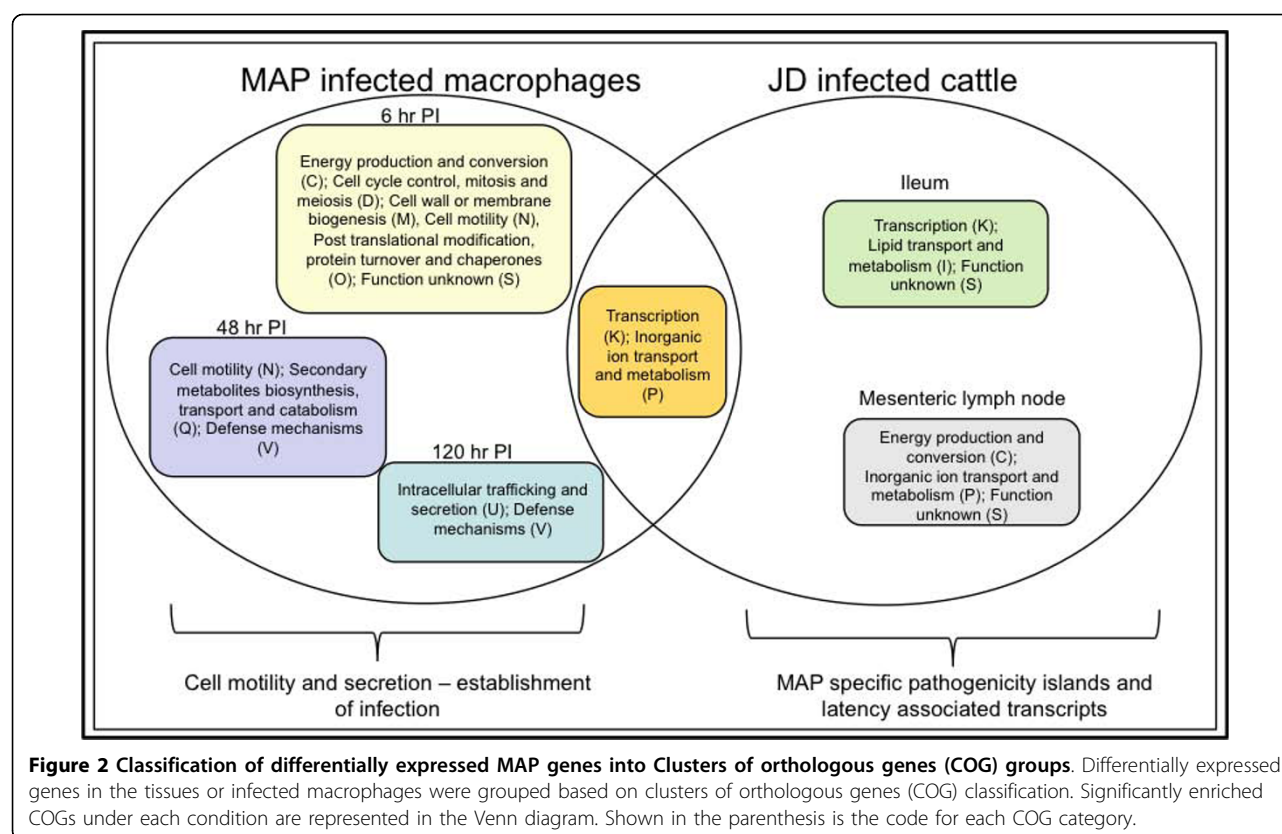 MAP infected macrophages
JD infected cattle
6 hr PI
Energy production and conversion
(C); Cell cycle control, mitosis and
meiosis (D); Cell wall or membrane
biogenesis (M), Cell motility (N),
Post translational modification,
protein turnover and chaperones
(O); Function unknown (S)
48 hr PI
Cell motility (N); Secondary
metabolites biosynthesis,
transport and catabolism
(Q); Defense mechanisms
(V)
120 hr PI
Intracellular trafficking and
secretion (U); Defense
mechanisms (V)
Transcription
(K); Inorganic
ion transport
and metabolism
(P)
Ileum
Transcription (K);
Lipid transport and
metabolism (I); Function
unknown (S)
Mesenteric lymph node
Energy production and
conversion (C);
Inorganic ion transport and
metabolism (P); Function
unknown (S)
Cell motility and secretion – establishment
of infection
MAP specific pathogenicity islands and
latency associated transcripts
Figure 2 Classification of differentially expressed MAP genes into Clusters of orthologous genes (COG) groups. Differentially expressed
genes in the tissues or infected macrophages were grouped based on clusters of orthologous genes (COG) classification. Significantly enriched
COGs under each condition are represented in the Venn diagram. Shown in the parenthesis is the code for each COG category.